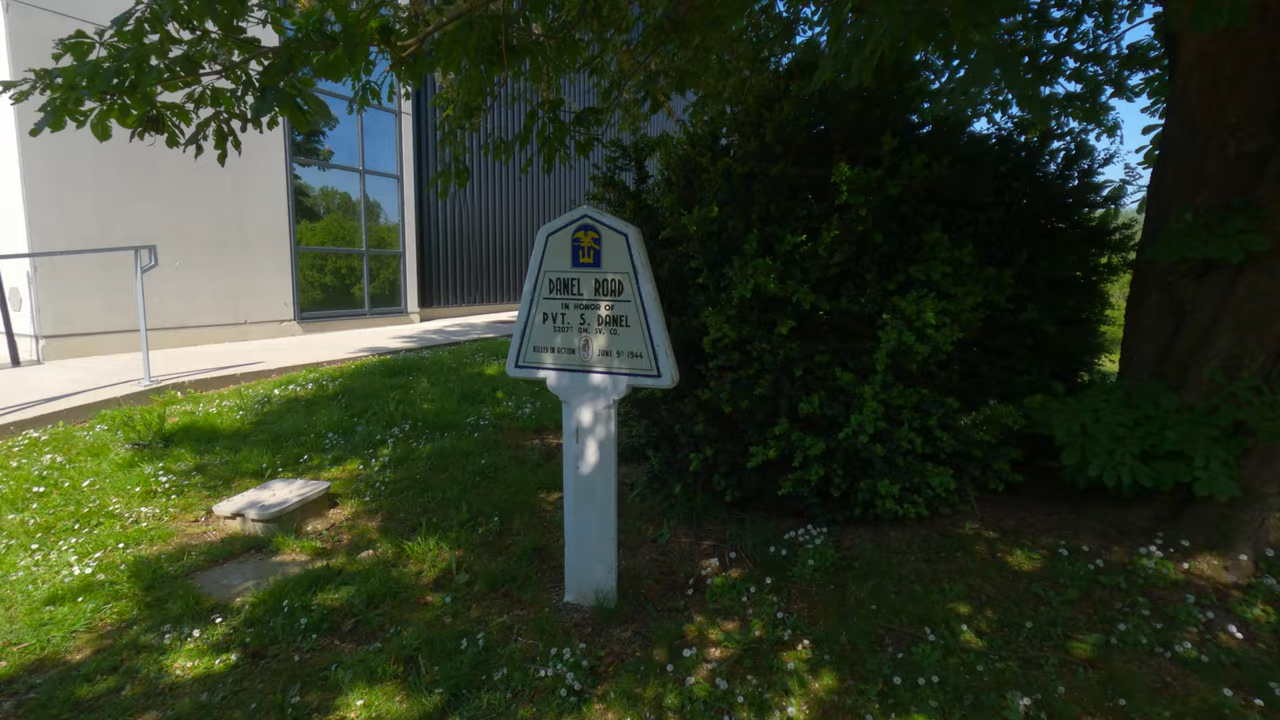 DANEL ROAD
IN HONOR OF
PVT. S. DANEL
3207TH QM. SV. CO.
KILLED IN ACTION JUNE 9TH 1944